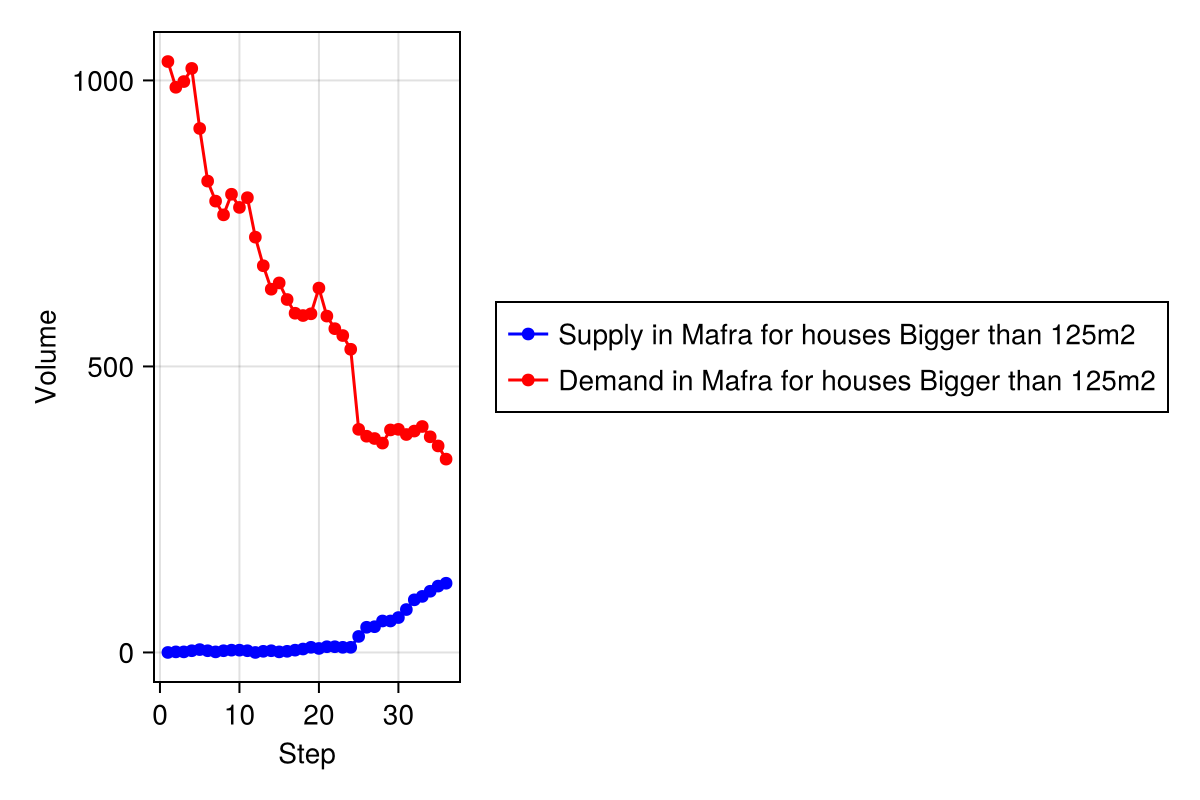 1000
500
0
Volume
0 10 20 30
Step
Supply in Mafra for houses Bigger than 125m2
Demand in Mafra for houses Bigger than 125m2